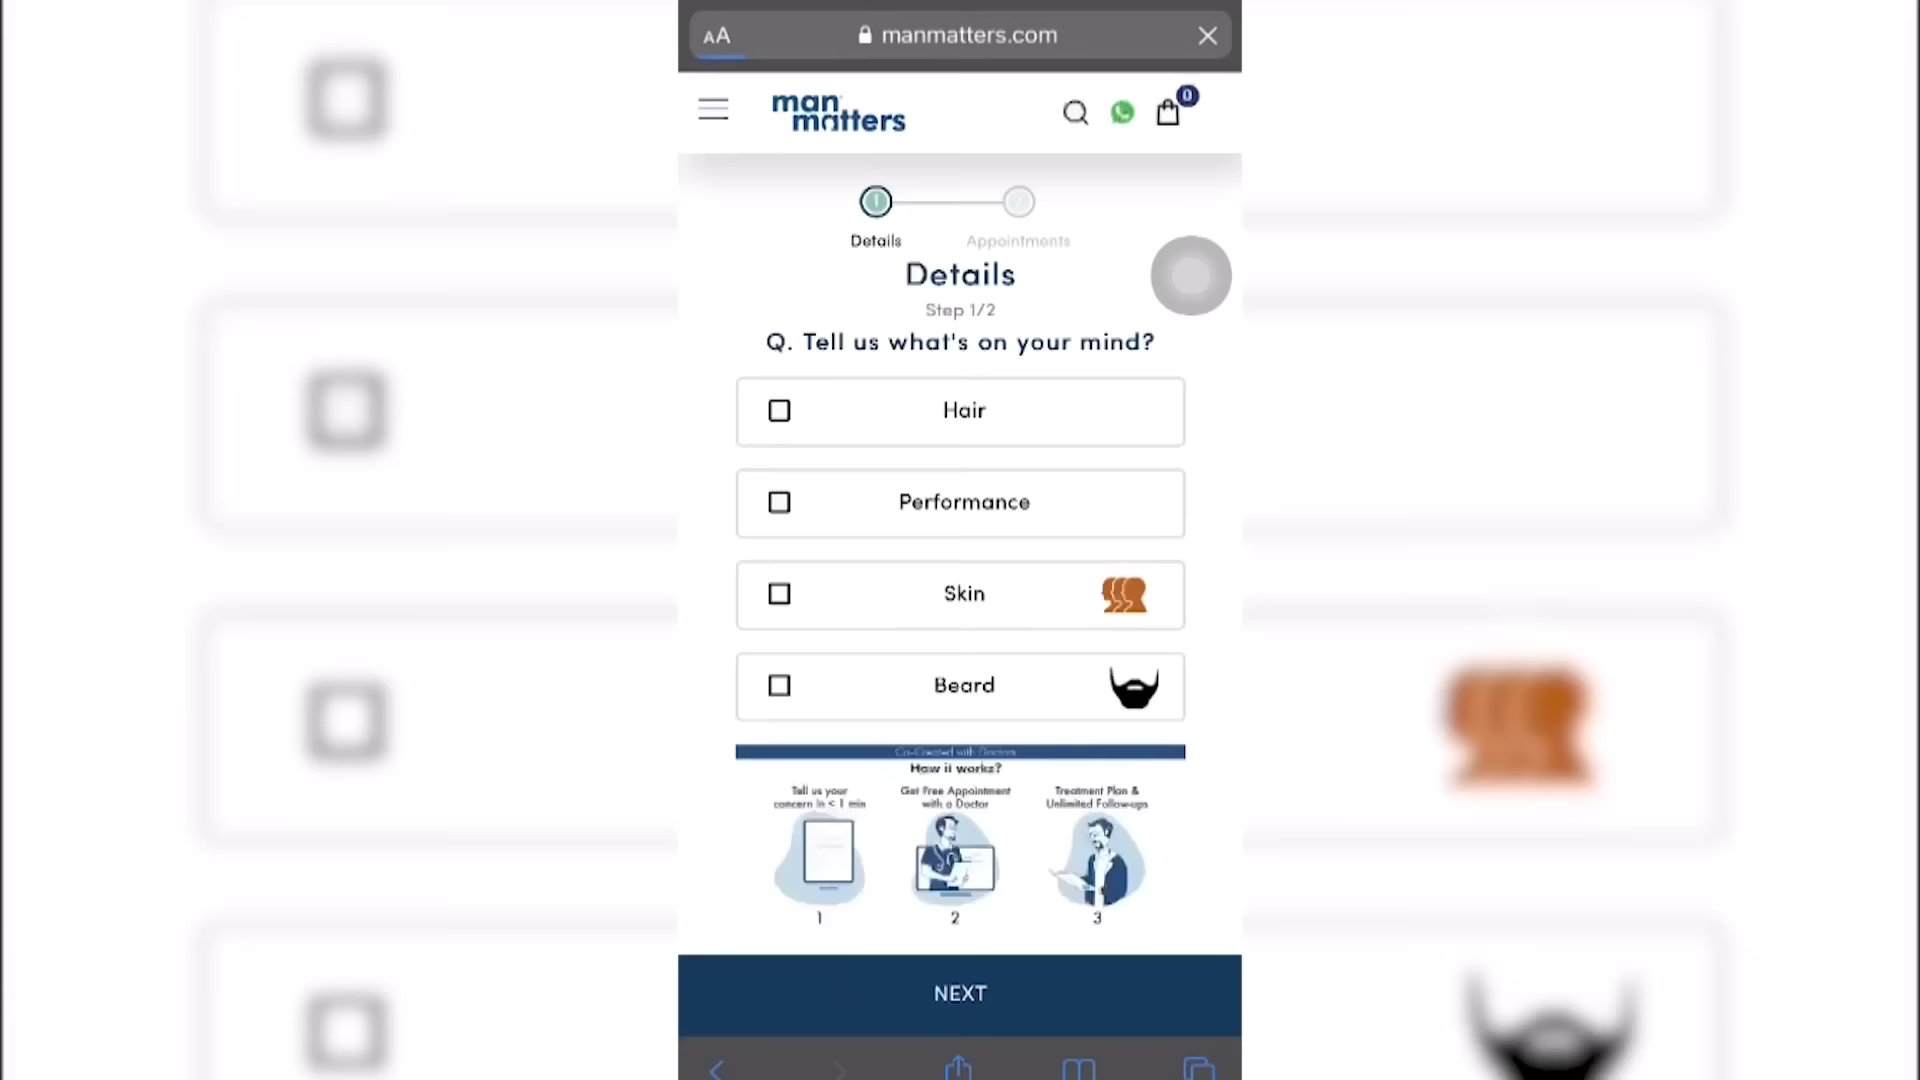 AA manmatters.com
man
matters
0
1
Details Appointments
Details
Step 1/2
Q. Tell us what's on your mind?
Hair
Performance
Skin
Beard
Co-Created with Doctors
How it works?
Tell us your
concern in < 1 min
Get Free Appointment
with a Doctor
Treatment Plan &
Unlimited Follow-ups
1 2 3
NEXT